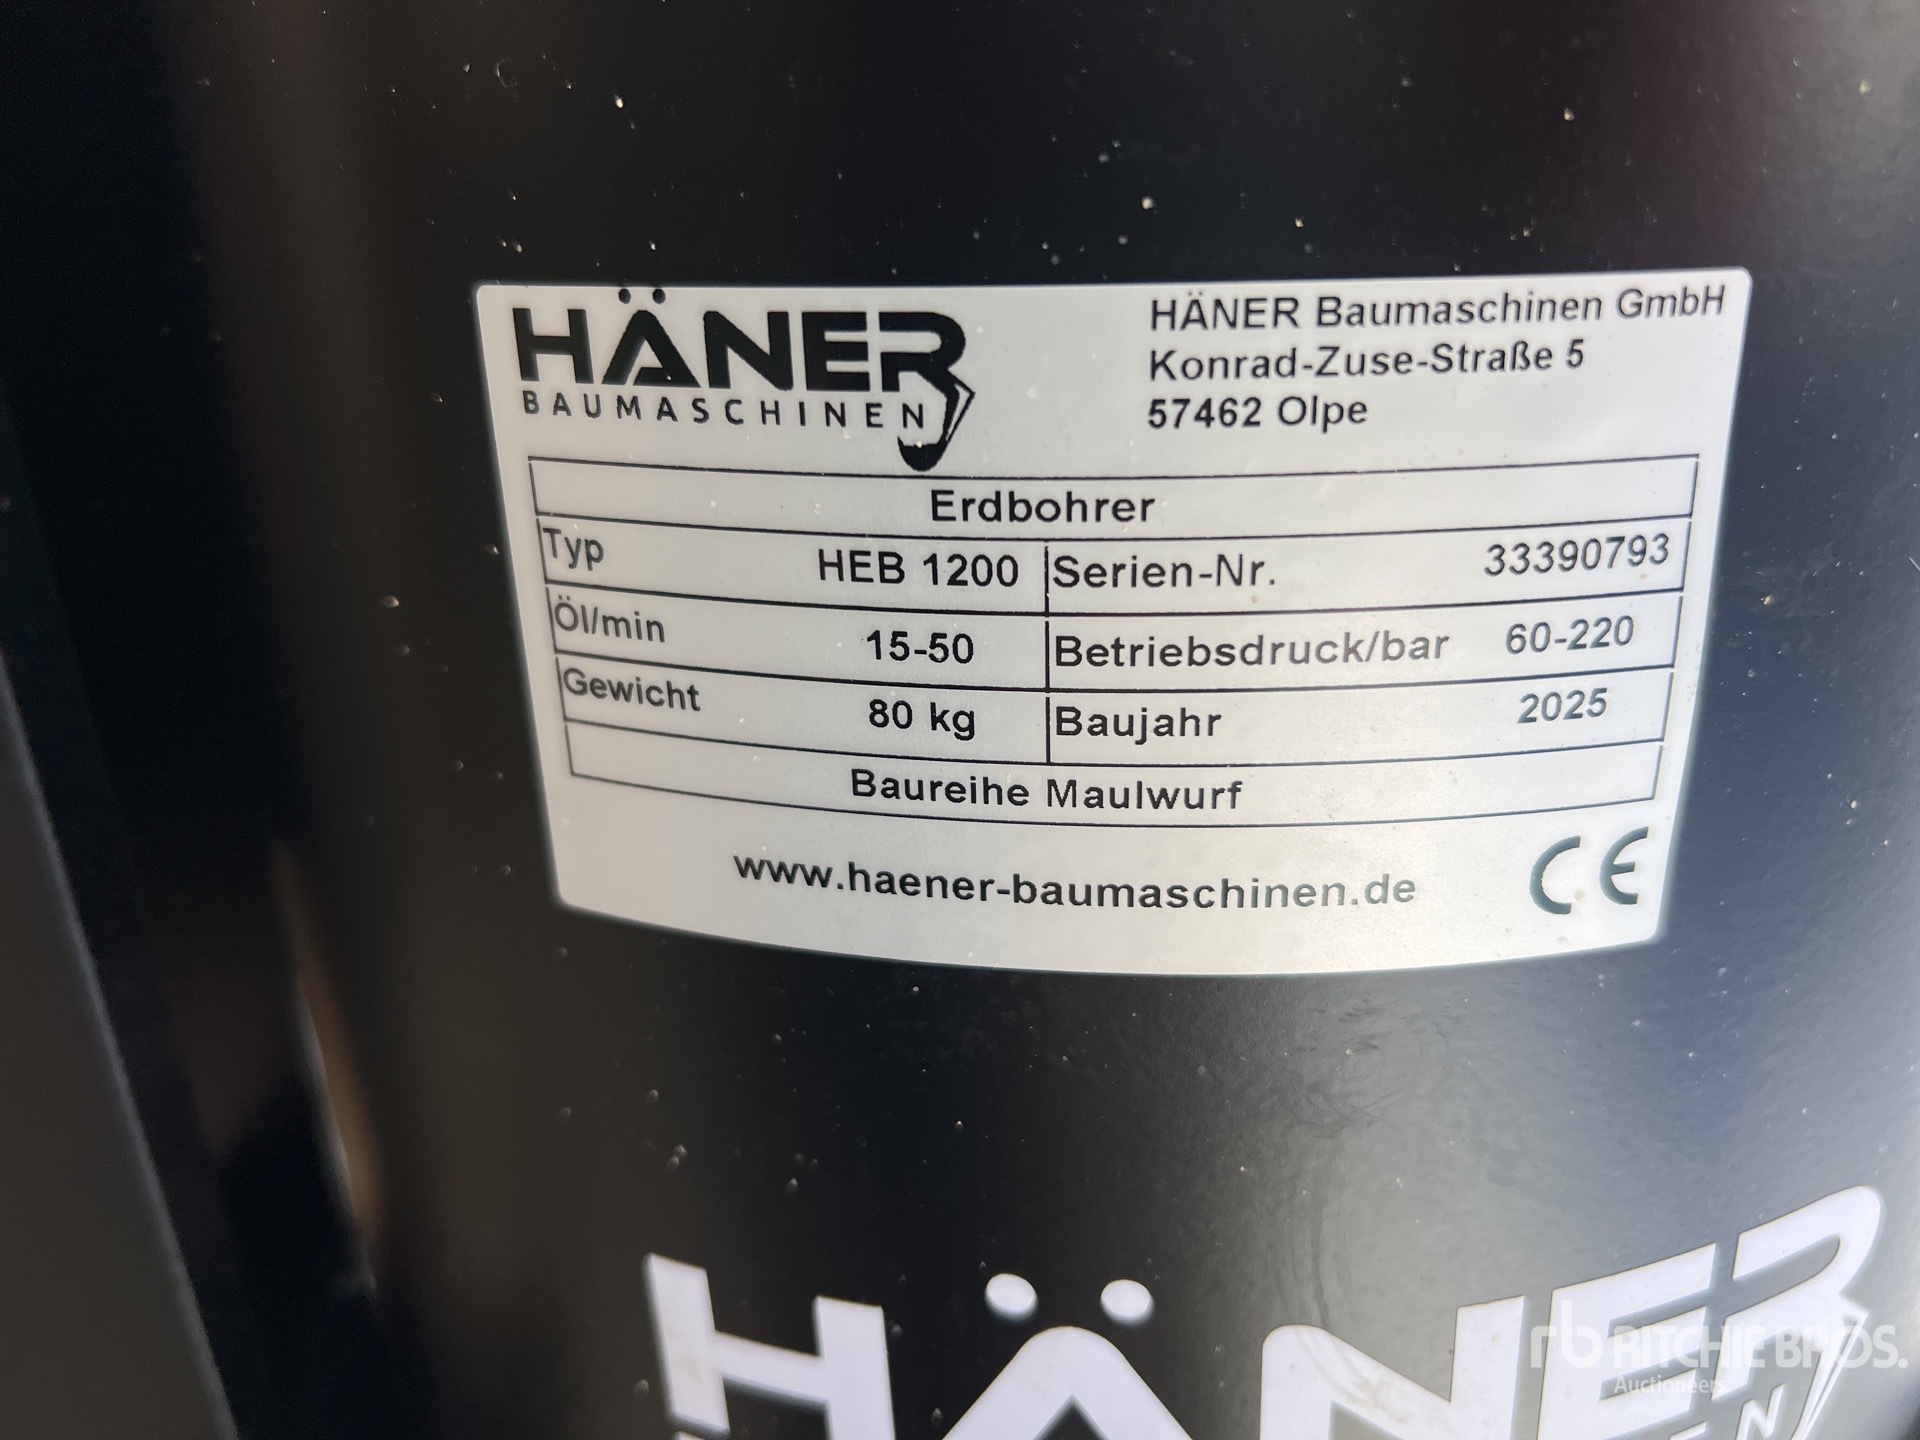 HÄNER
BAUMASCHINEN
HÄNER Baumaschinen GmbH
Konrad-Zuse-Straße 5
57462 Olpe
Erdbohrer
Typ HEB 1200 Serien-Nr. 33390793
Öl/min 15-50 Betriebsdruck/bar 60-220
Gewicht 80 kg Baujahr 2025
Baureihe Maulwurf
www.haener-baumaschinen.de CE
HÄNER
rb RITCHIE BROS.
Auctioneers